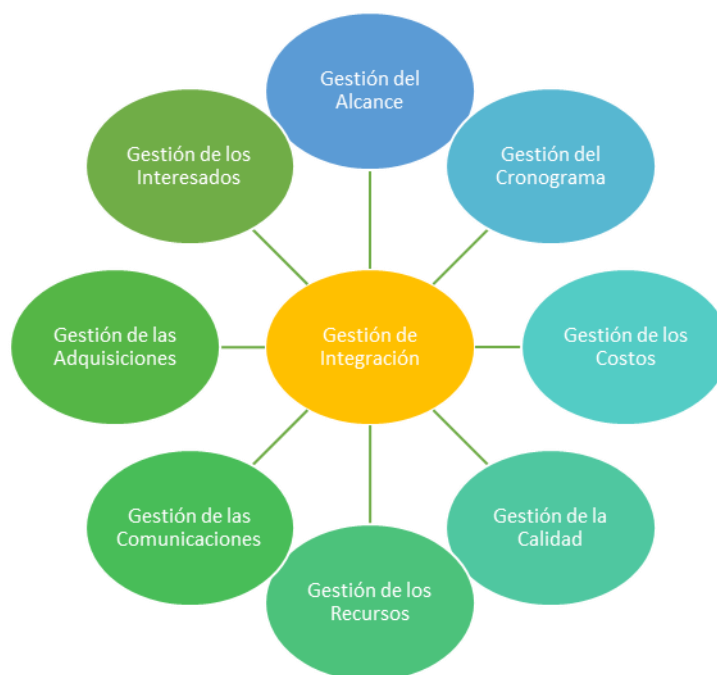 Gestión del
Alcance
Gestión del
Cronograma
Gestión de los
Costos
Gestión de la
Calidad
Gestión de los
Recursos
Gestión de las
Comunicaciones
Gestión de las
Adquisiciones
Gestión de los
Interesados
Gestión de
Integración